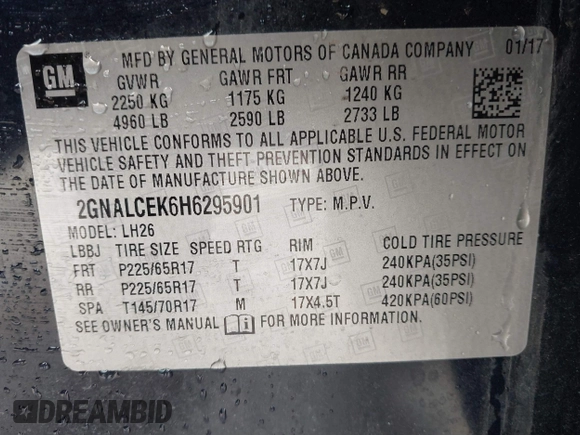 GM
MFD BY GENERAL MOTORS OF CANADA COMPANY 01/17
GVWR GAWR FRT GAWR RR
2250 KG 1175 KG 1240 KG
4960 LB 2590 LB 2733 LB
THIS VEHICLE CONFORMS TO ALL APPLICABLE U.S. FEDERAL MOTOR
VEHICLE SAFETY AND THEFT PREVENTION STANDARDS IN EFFECT ON
THE DATE OF MANUFACTURE SHOWN ABOVE.
2GNALCEK6H6295901 TYPE: M.P.V.
MODEL: LH26
LBBJ TIRE SIZE SPEED RTG RIM COLD TIRE PRESSURE
FRT P225/65R17 T 17X7J 240KPA(35PSI)
RR P225/65R17 T 17X7J 240KPA(35PSI)
SPA T145/70R17 M 17X4.5T 420KPA(60PSI)
SEE OWNER'S MANUAL FOR MORE INFORMATION.
DREAMBID